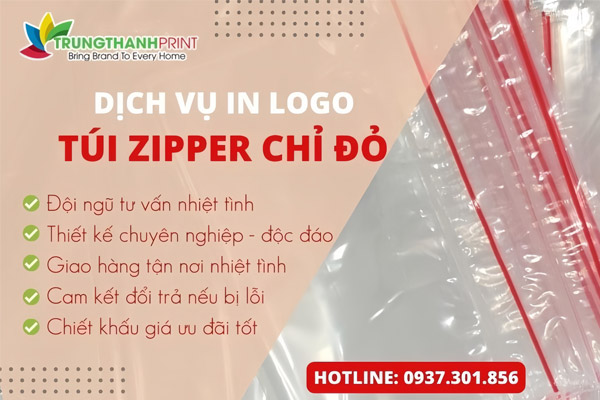 TRUNGTHANHPRINT
Bring Brand To Every Home
DỊCH VỤ IN LOGO
TÚI ZIPPER CHỈ ĐỎ
Đội ngũ tư vấn nhiệt tình
Thiết kế chuyên nghiệp - độc đáo
Giao hàng tận nơi nhiệt tình
Cam kết đổi trả nếu bị lỗi
Chiết khấu giá ưu đãi tốt
HOTLINE: 0937.301.856